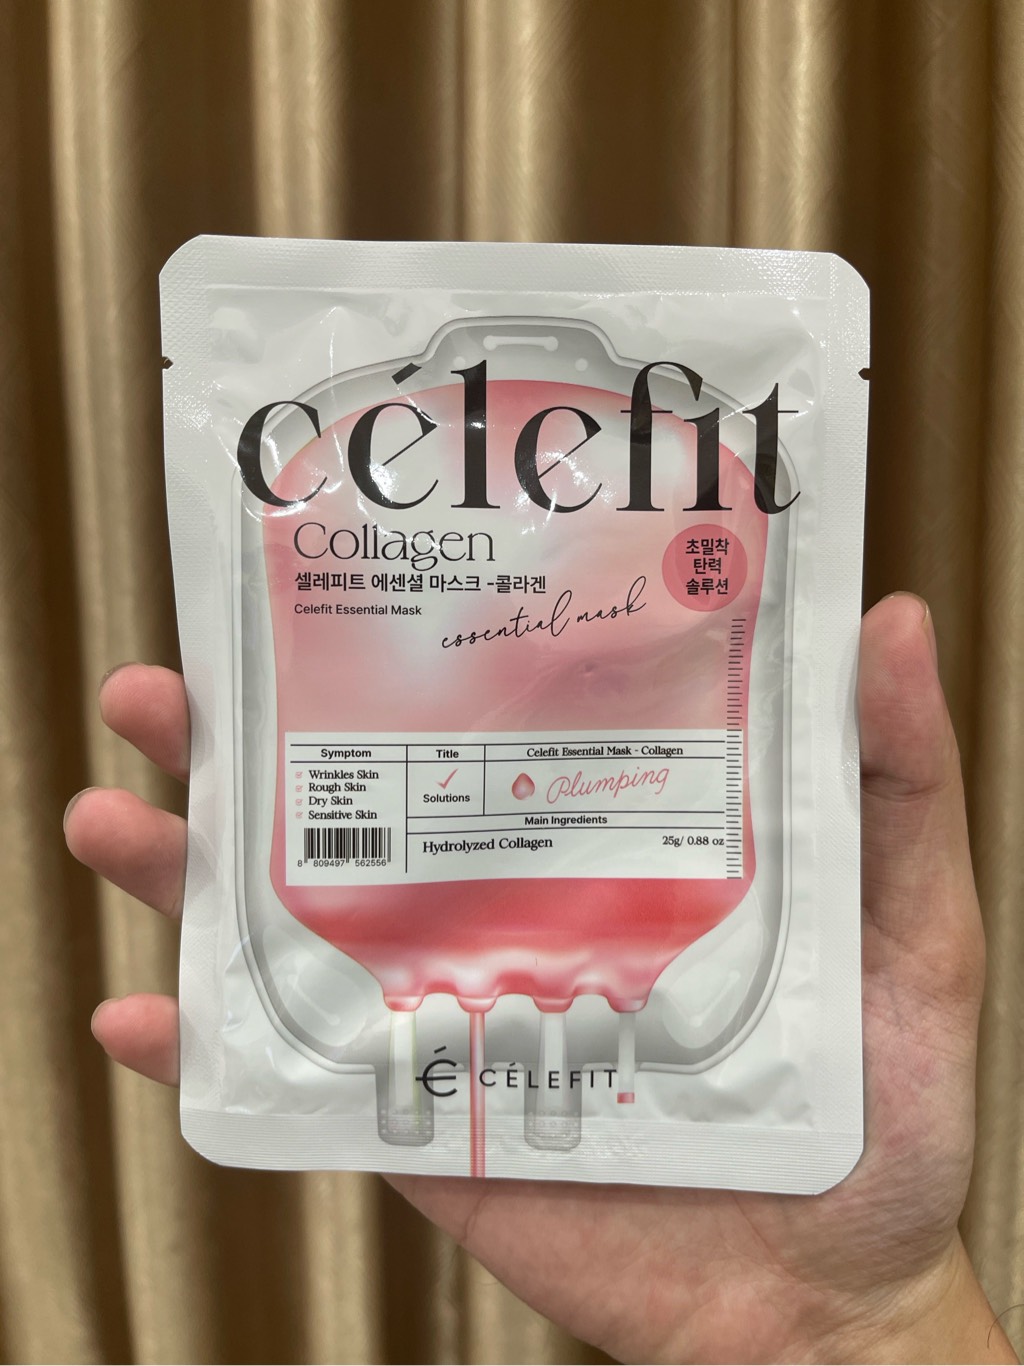 célefit
Collagen
셀레피트 에센셜 마스크 -콜라겐
Celefit Essential Mask
essential mask
초밀착
탄력
솔루션
Symptom
Wrinkles Skin
Rough Skin
Dry Skin
Sensitive Skin
8 809497 562556
Title
Solutions
Celefit Essential Mask - Collagen
Plumping
Main Ingredients
Hydrolyzed Collagen 25g/ 0.88 oz
É CÉLEFIT